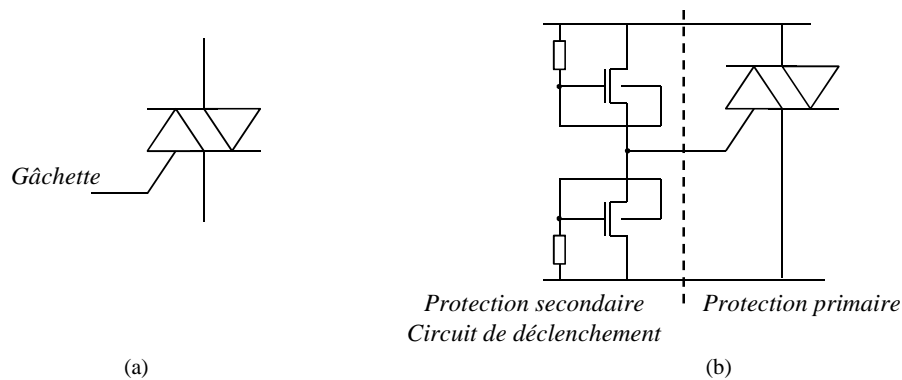 Gâchette
Protection secondaire
Circuit de déclenchement
Protection primaire
(a)
(b)